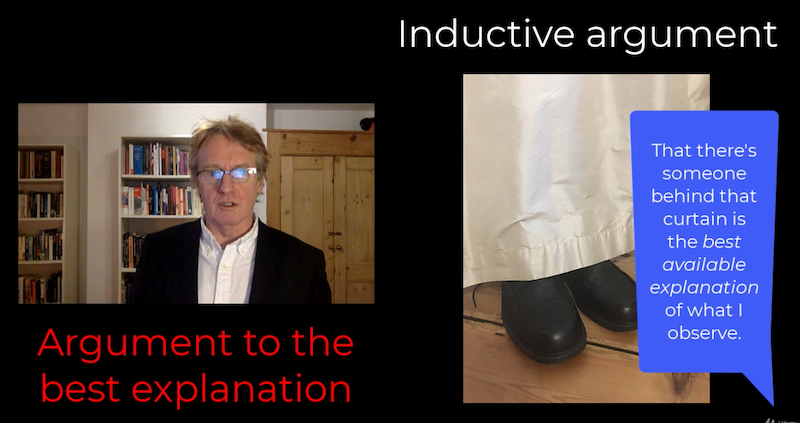 Inductive argument
Argument to the
best explanation
That there's
someone
behind that
curtain is
the best
available
explanation
of what I
observe.